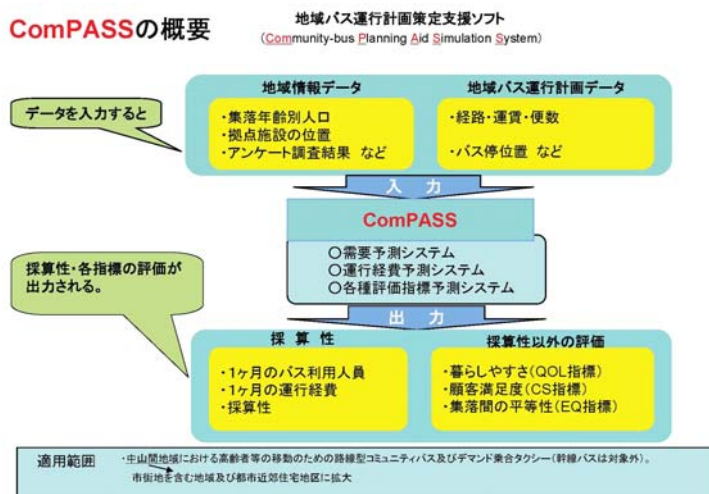 ComPASSの概要
地域バス運行計画策定支援ソフト
(Community-bus Planning Aid Simulation System)
データを入力すると
地域情報データ
・集落年齢別人口
・拠点施設の位置
・アンケート調査結果 など
地域バス運行計画データ
・経路・運賃・便数
・バス停位置 など
入 力
ComPASS
○需要予測システム
○運行経費予測システム
○各種評価指標予測システム
採算性・各指標の評価が
出力される。
出 力
採 算 性
・1ヶ月のバス利用人員
・1ヶ月の運行経費
・採算性
採算性以外の評価
・暮らしやすさ(QOL指標)
・顧客満足度(CS指標)
・集落間の平等性(EQ指標)
適用範囲
・中山間地域における高齢者等の移動のための路線型コミュニティバス及びデマンド乗合タクシー(幹線バスは対象外)。
市街地を含む地域及び都市近郊住宅地区に拡大